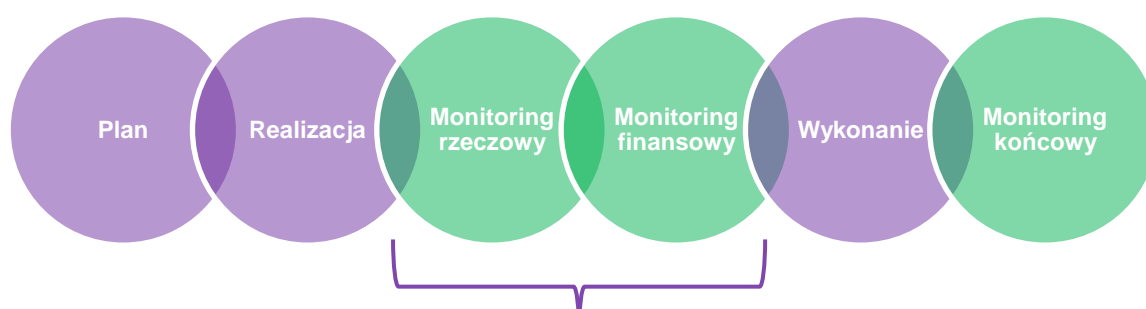 Plan
Realizacja
Monitoring
rzeczowy
Monitoring
finansowy
Wykonanie
Monitoring
końcowy